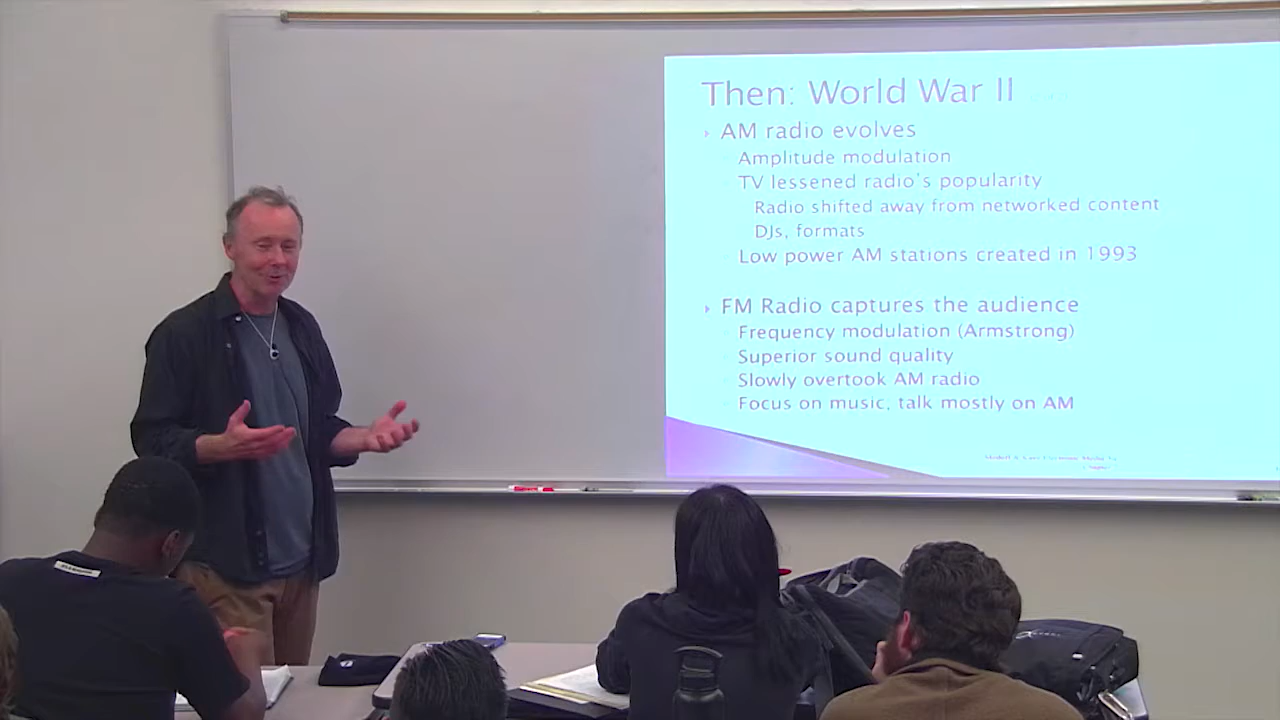 Then: World War II
AM radio evolves
Amplitude modulation
TV lessened radio's popularity
Radio shifted away from networked content
DJs, formats
Low power AM stations created in 1993
FM Radio captures the audience
Frequency modulation (Armstrong)
Superior sound quality
Slowly overtook AM radio
Focus on music, talk mostly on AM